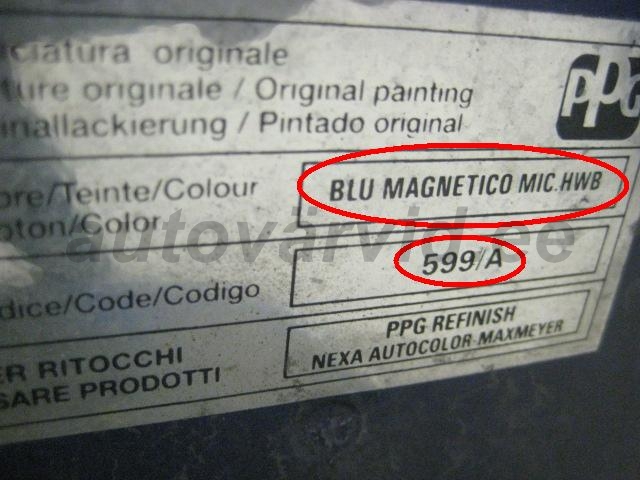 ciatura originale
ture originale / Original painting
inallackierung / Pintado original
PPG
ore/Teinte/Colour
oton/Color
BLU MAGNETICO MIC.HWB
autovärvid.ee
dice/Code/Codigo
599/A
ER RITOCCHI
SARE PRODOTTI
PPG REFINISH
NEXA AUTOCOLOR-MAXMEYER